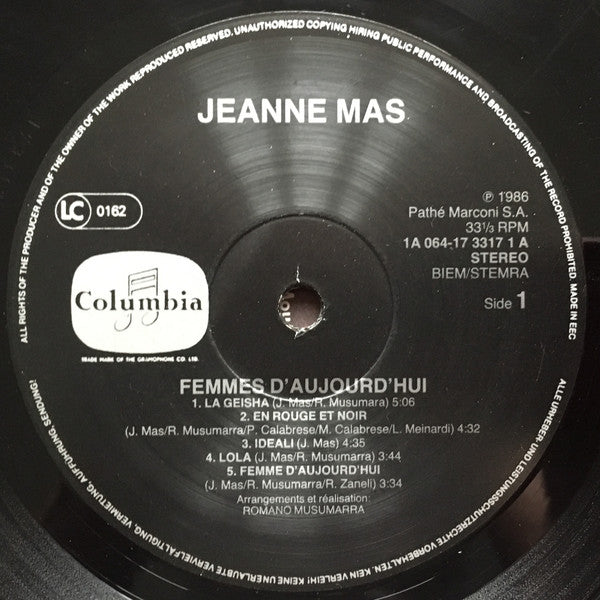 ALL RIGHTS OF THE PRODUCER AND OF THE OWNER OF THE WORK REPRODUCED RESERVED. UNAUTHORIZED COPYING HIRING PUBLIC PERFORMANCE AND BROADCASTING OF THE RECORD PROHIBITED. MADE IN EEC
JEANNE MAS
LC 0162
℗ 1986
Pathé Marconi S.A.
33⅓ RPM
1A 064-17 3317 1 A
STEREO
BIEM/STEMRA
Side 1
Columbia
TRADE MARK OF THE GRAMOPHONE CO. LTD.
FEMMES D'AUJOURD'HUI
1. LA GEISHA (J. Mas/R. Musumara) 5:06
2. EN ROUGE ET NOIR
(J. Mas/R. Musumarra/P. Calabrese/M. Calabrese/L. Meinardi) 4:32
3. IDEALI (J. Mas) 4:35
4. LOLA (J. Mas/R. Musumarra) 3:44
5. FEMME D'AUJOURD'HUI
(J. Mas/R. Musumarra/R. Zaneli) 3:34
Arrangements et réalisation:
ROMANO MUSUMARRA
ALLE URHEBER UND LEISTUNGSSCHUTZRECHTE VORBEHALTEN. KEIN VERLEIH! KEINE UNERLAUBTE VERVIELFÄLTIGUNG, VERMIETUNG, AUFFÜHRUNG, SENDUNG!